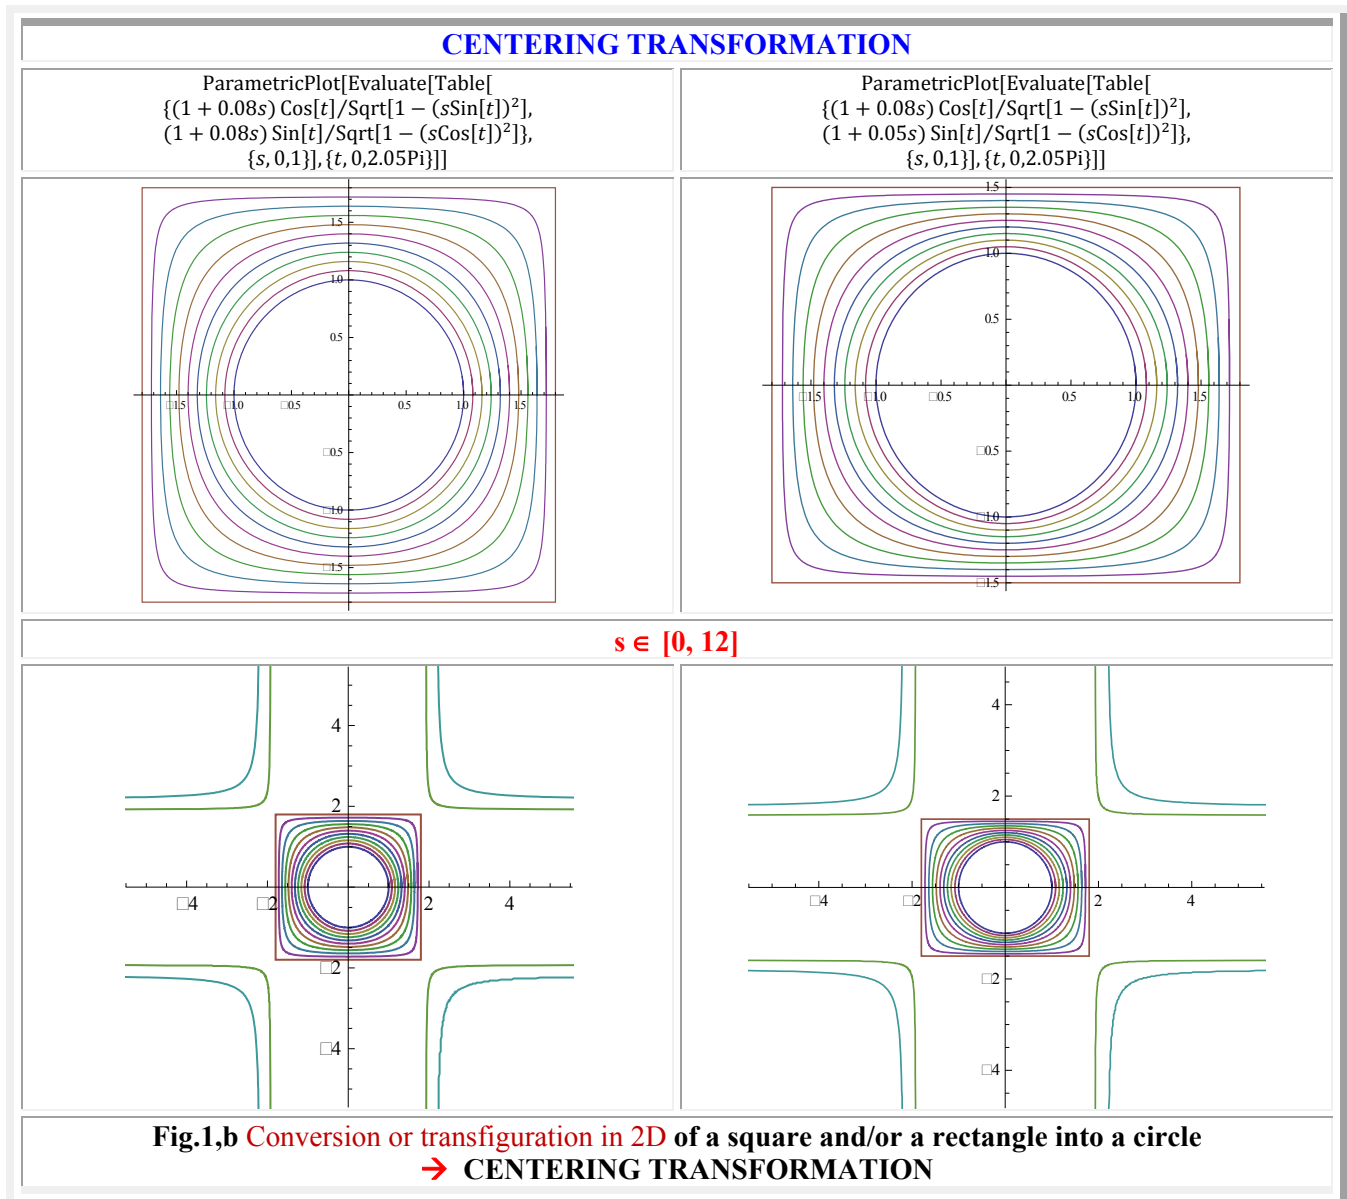 CENTERING TRANSFORMATION
ParametricPlot[Evaluate[Table[
{(1 + 0.08s) Cos[t]/Sqrt[1 − (sSin[t])²],
(1 + 0.08s) Sin[t]/Sqrt[1 − (sCos[t])²]},
{s, 0,1}],{t, 0,2.05Pi}]]
ParametricPlot[Evaluate[Table[
{(1 + 0.08s) Cos[t]/Sqrt[1 − (sSin[t])²],
(1 + 0.05s) Sin[t]/Sqrt[1 − (sCos[t])²]},
{s, 0,1}],{t, 0,2.05Pi}]]
1.5
1.0
0.5
□1.5 □1.0 □0.5 0.5 1.0 1.5
□0.5
□1.0
□1.5
1.5
1.0
0.5
□1.5 □1.0 □0.5 0.5 1.0 1.5
□0.5
□1.0
□1.5
s ∈ [0, 12]
4
2
□4 □2 2 4
□2
□4
4
2
□4 □2 2 4
□2
□4
Fig.1,b Conversion or transfiguration in 2D of a square and/or a rectangle into a circle
→ CENTERING TRANSFORMATION